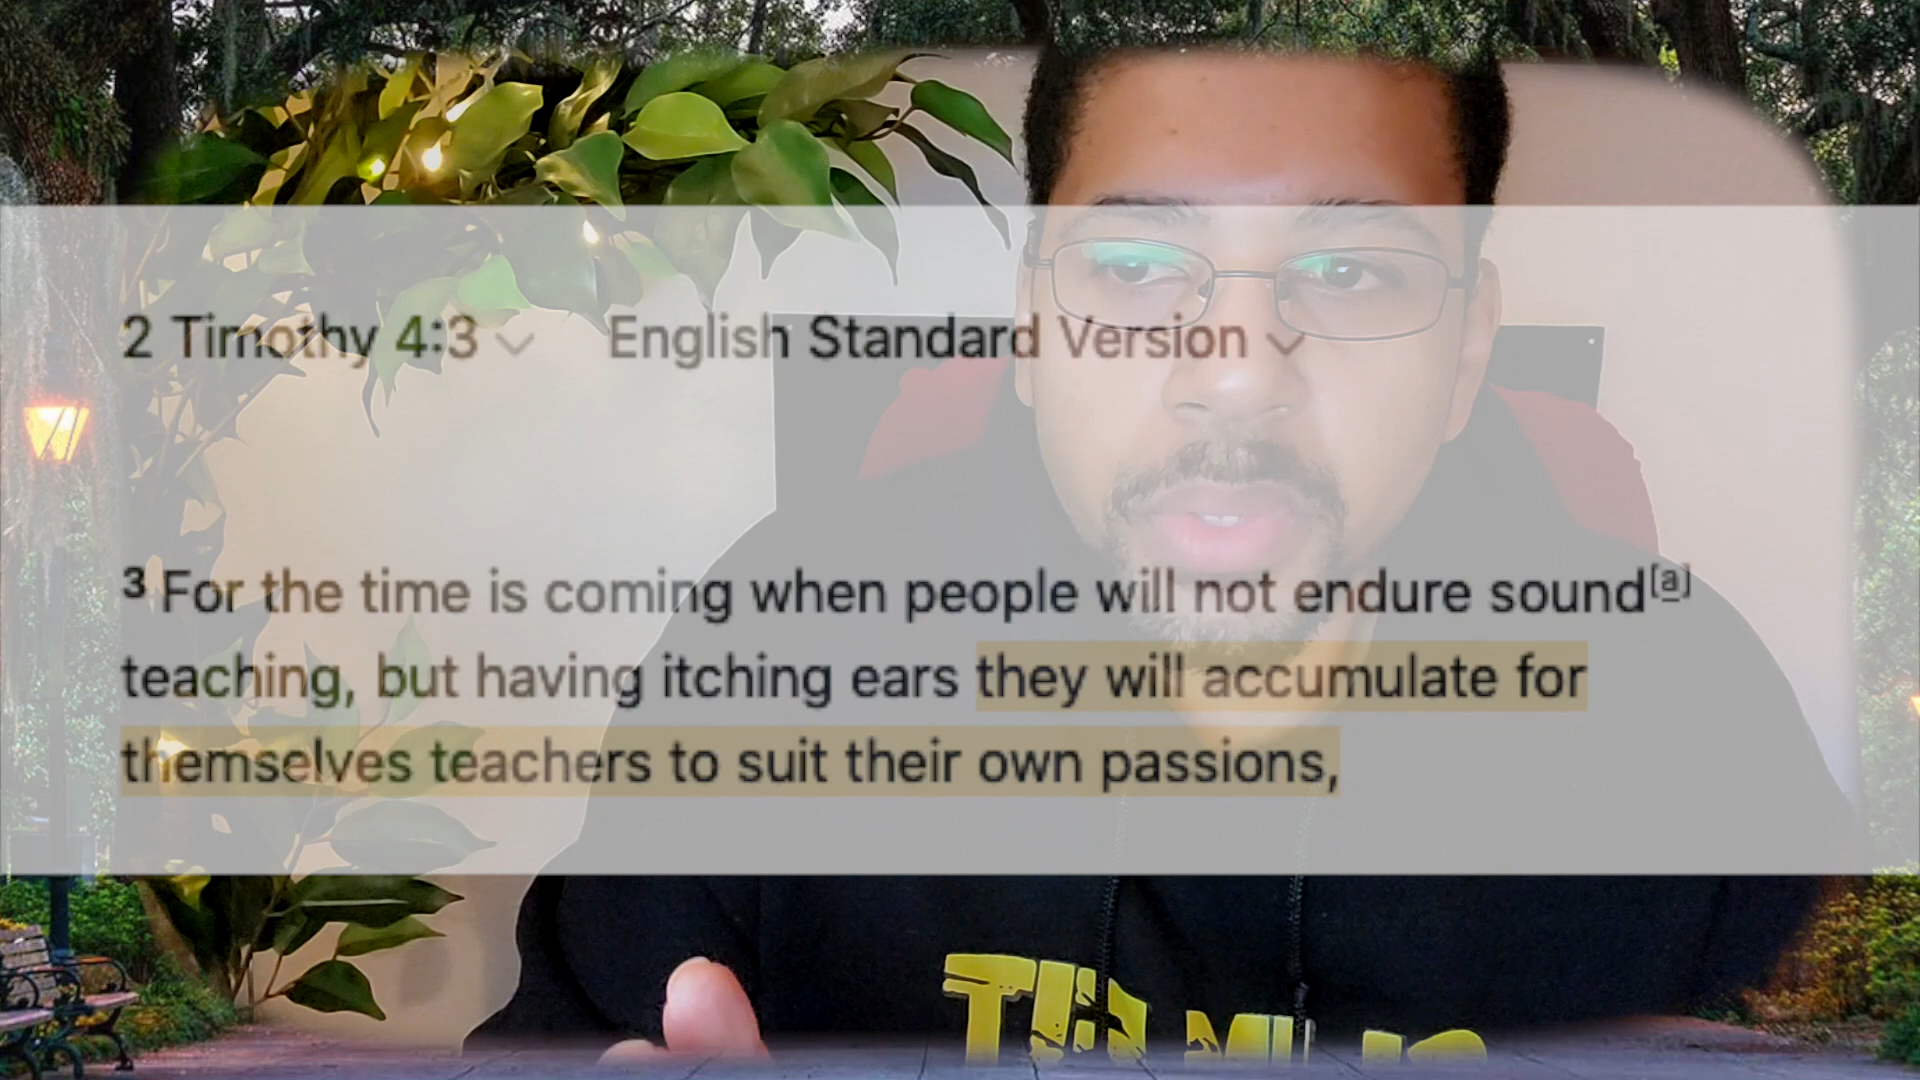 2 Timothy 4:3 English Standard Version
3 For the time is coming when people will not endure sound[a]
teaching, but having itching ears they will accumulate for
themselves teachers to suit their own passions,